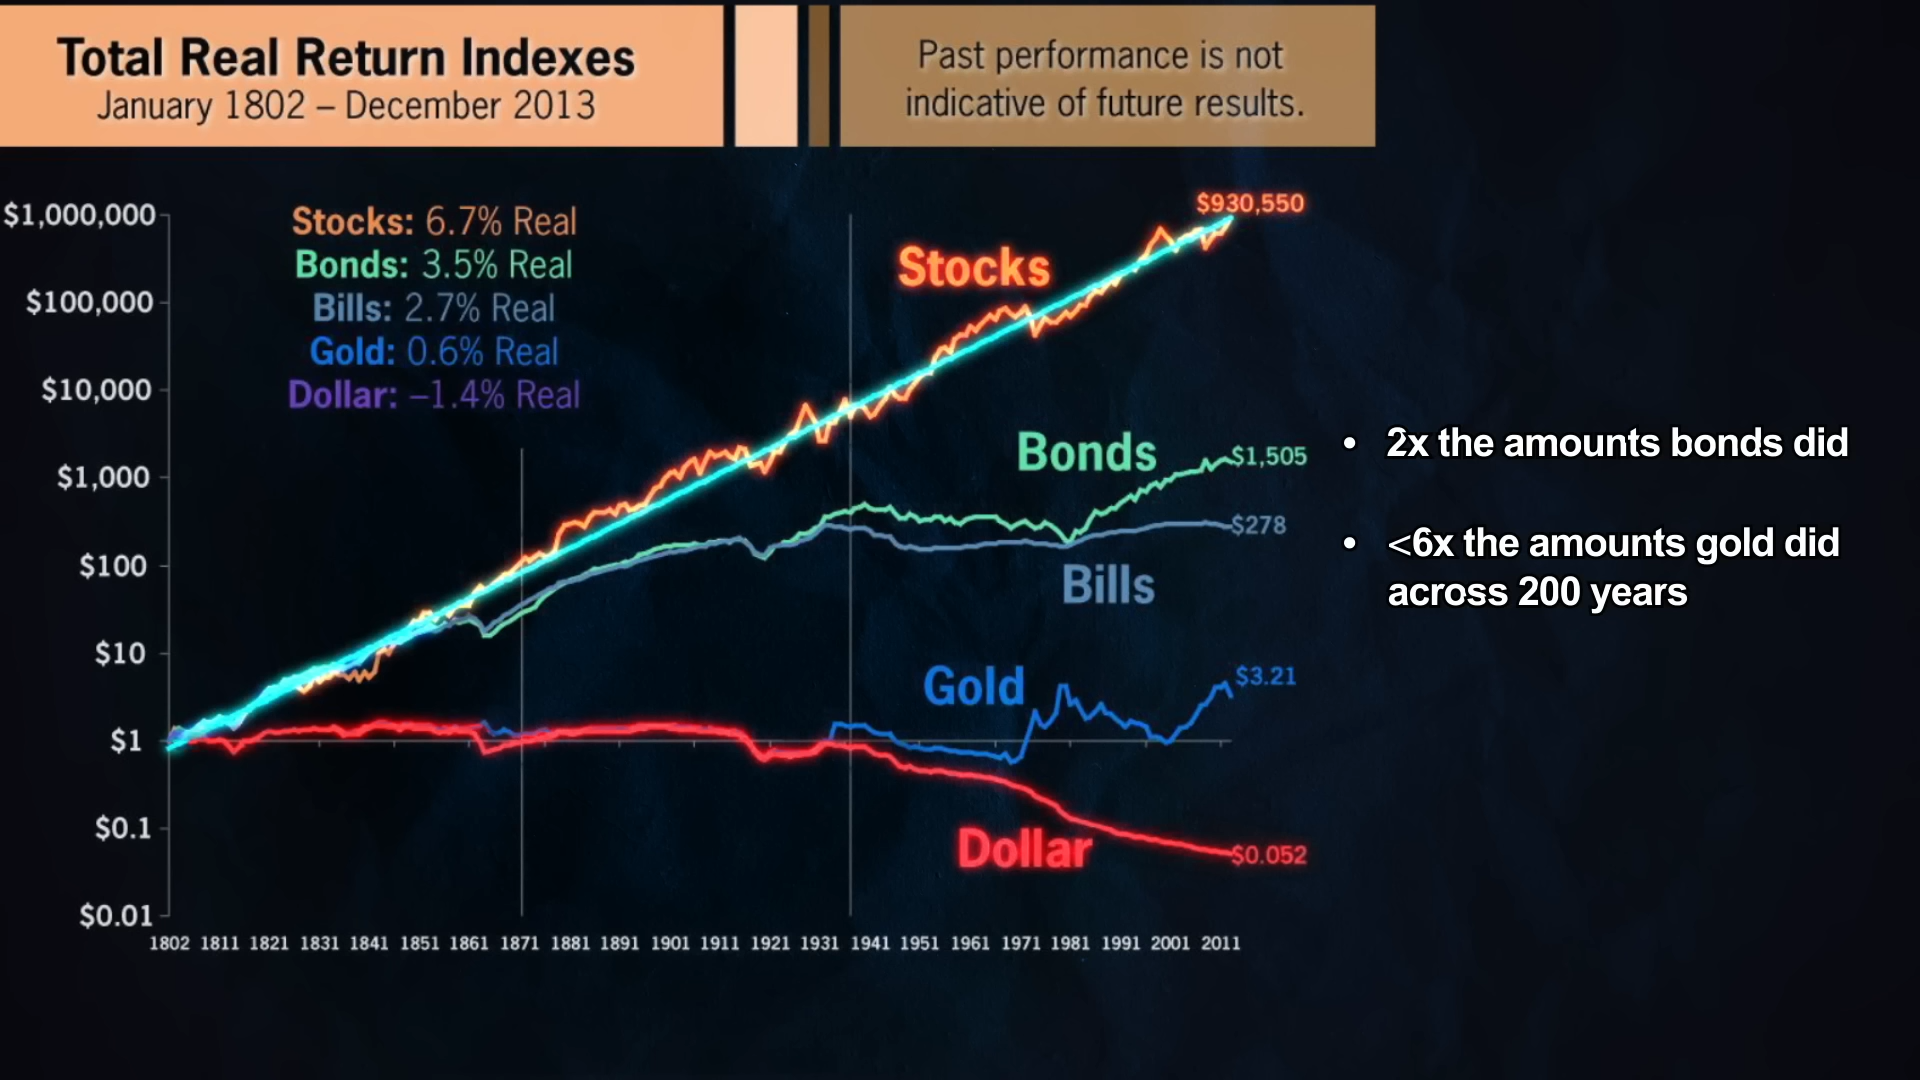 Total Real Return Indexes
January 1802 – December 2013
Past performance is not
indicative of future results.
$1,000,000
$100,000
$10,000
$1,000
$100
$10
$1
$0.1
$0.01
Stocks: 6.7% Real
Bonds: 3.5% Real
Bills: 2.7% Real
Gold: 0.6% Real
Dollar: –1.4% Real
$930,550
Stocks
Bonds
$1,505
$278
Bills
Gold
$3.21
Dollar
$0.052
1802 1811 1821 1831 1841 1851 1861 1871 1881 1891 1901 1911 1921 1931 1941 1951 1961 1971 1981 1991 2001 2011
• 2x the amounts bonds did
• <6x the amounts gold did
across 200 years